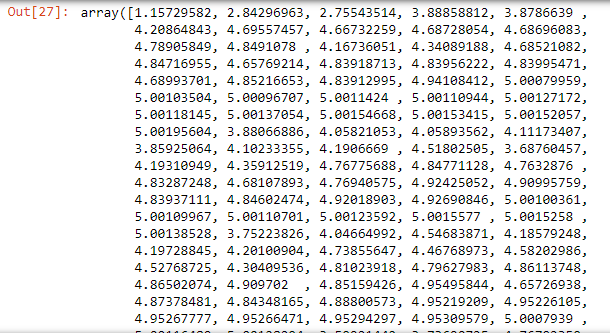 Out[27]: array([1.15729582, 2.84296963, 2.75543514, 3.88858812, 3.8786639 ,
4.20864843, 4.69557457, 4.66732259, 4.68728054, 4.68696083,
4.78905849, 4.8491078 , 4.16736051, 4.34089188, 4.68521082,
4.84716955, 4.65769214, 4.83918713, 4.83956222, 4.83995471,
4.68993701, 4.85216653, 4.83912995, 4.94108412, 5.00079959,
5.00103504, 5.00096707, 5.0011424 , 5.00110944, 5.00127172,
5.00118145, 5.00137054, 5.00154668, 5.00153415, 5.00152057,
5.00195604, 3.88066886, 4.05821053, 4.05893562, 4.11173407,
3.85925064, 4.10233355, 4.1906669 , 4.51802505, 3.68760457,
4.19310949, 4.35912519, 4.76775688, 4.84771128, 4.7632876 ,
4.83287248, 4.68107893, 4.76940575, 4.92425052, 4.90995759,
4.83937111, 4.84602474, 4.92018903, 4.92690846, 5.00100361,
5.00109967, 5.00110701, 5.00123592, 5.0015577 , 5.0015258 ,
5.00138528, 3.75223826, 4.04664992, 4.54683871, 4.18579248,
4.19728845, 4.20100904, 4.73855647, 4.46768973, 4.58202986,
4.52768725, 4.30409536, 4.81023918, 4.79627983, 4.86113748,
4.86502074, 4.909702  , 4.85159426, 4.95495844, 4.65726938,
4.87378481, 4.84348165, 4.88800573, 4.95219209, 4.95226105,
4.95267777, 4.95266471, 4.95294297, 4.95309579, 5.0007939 ,